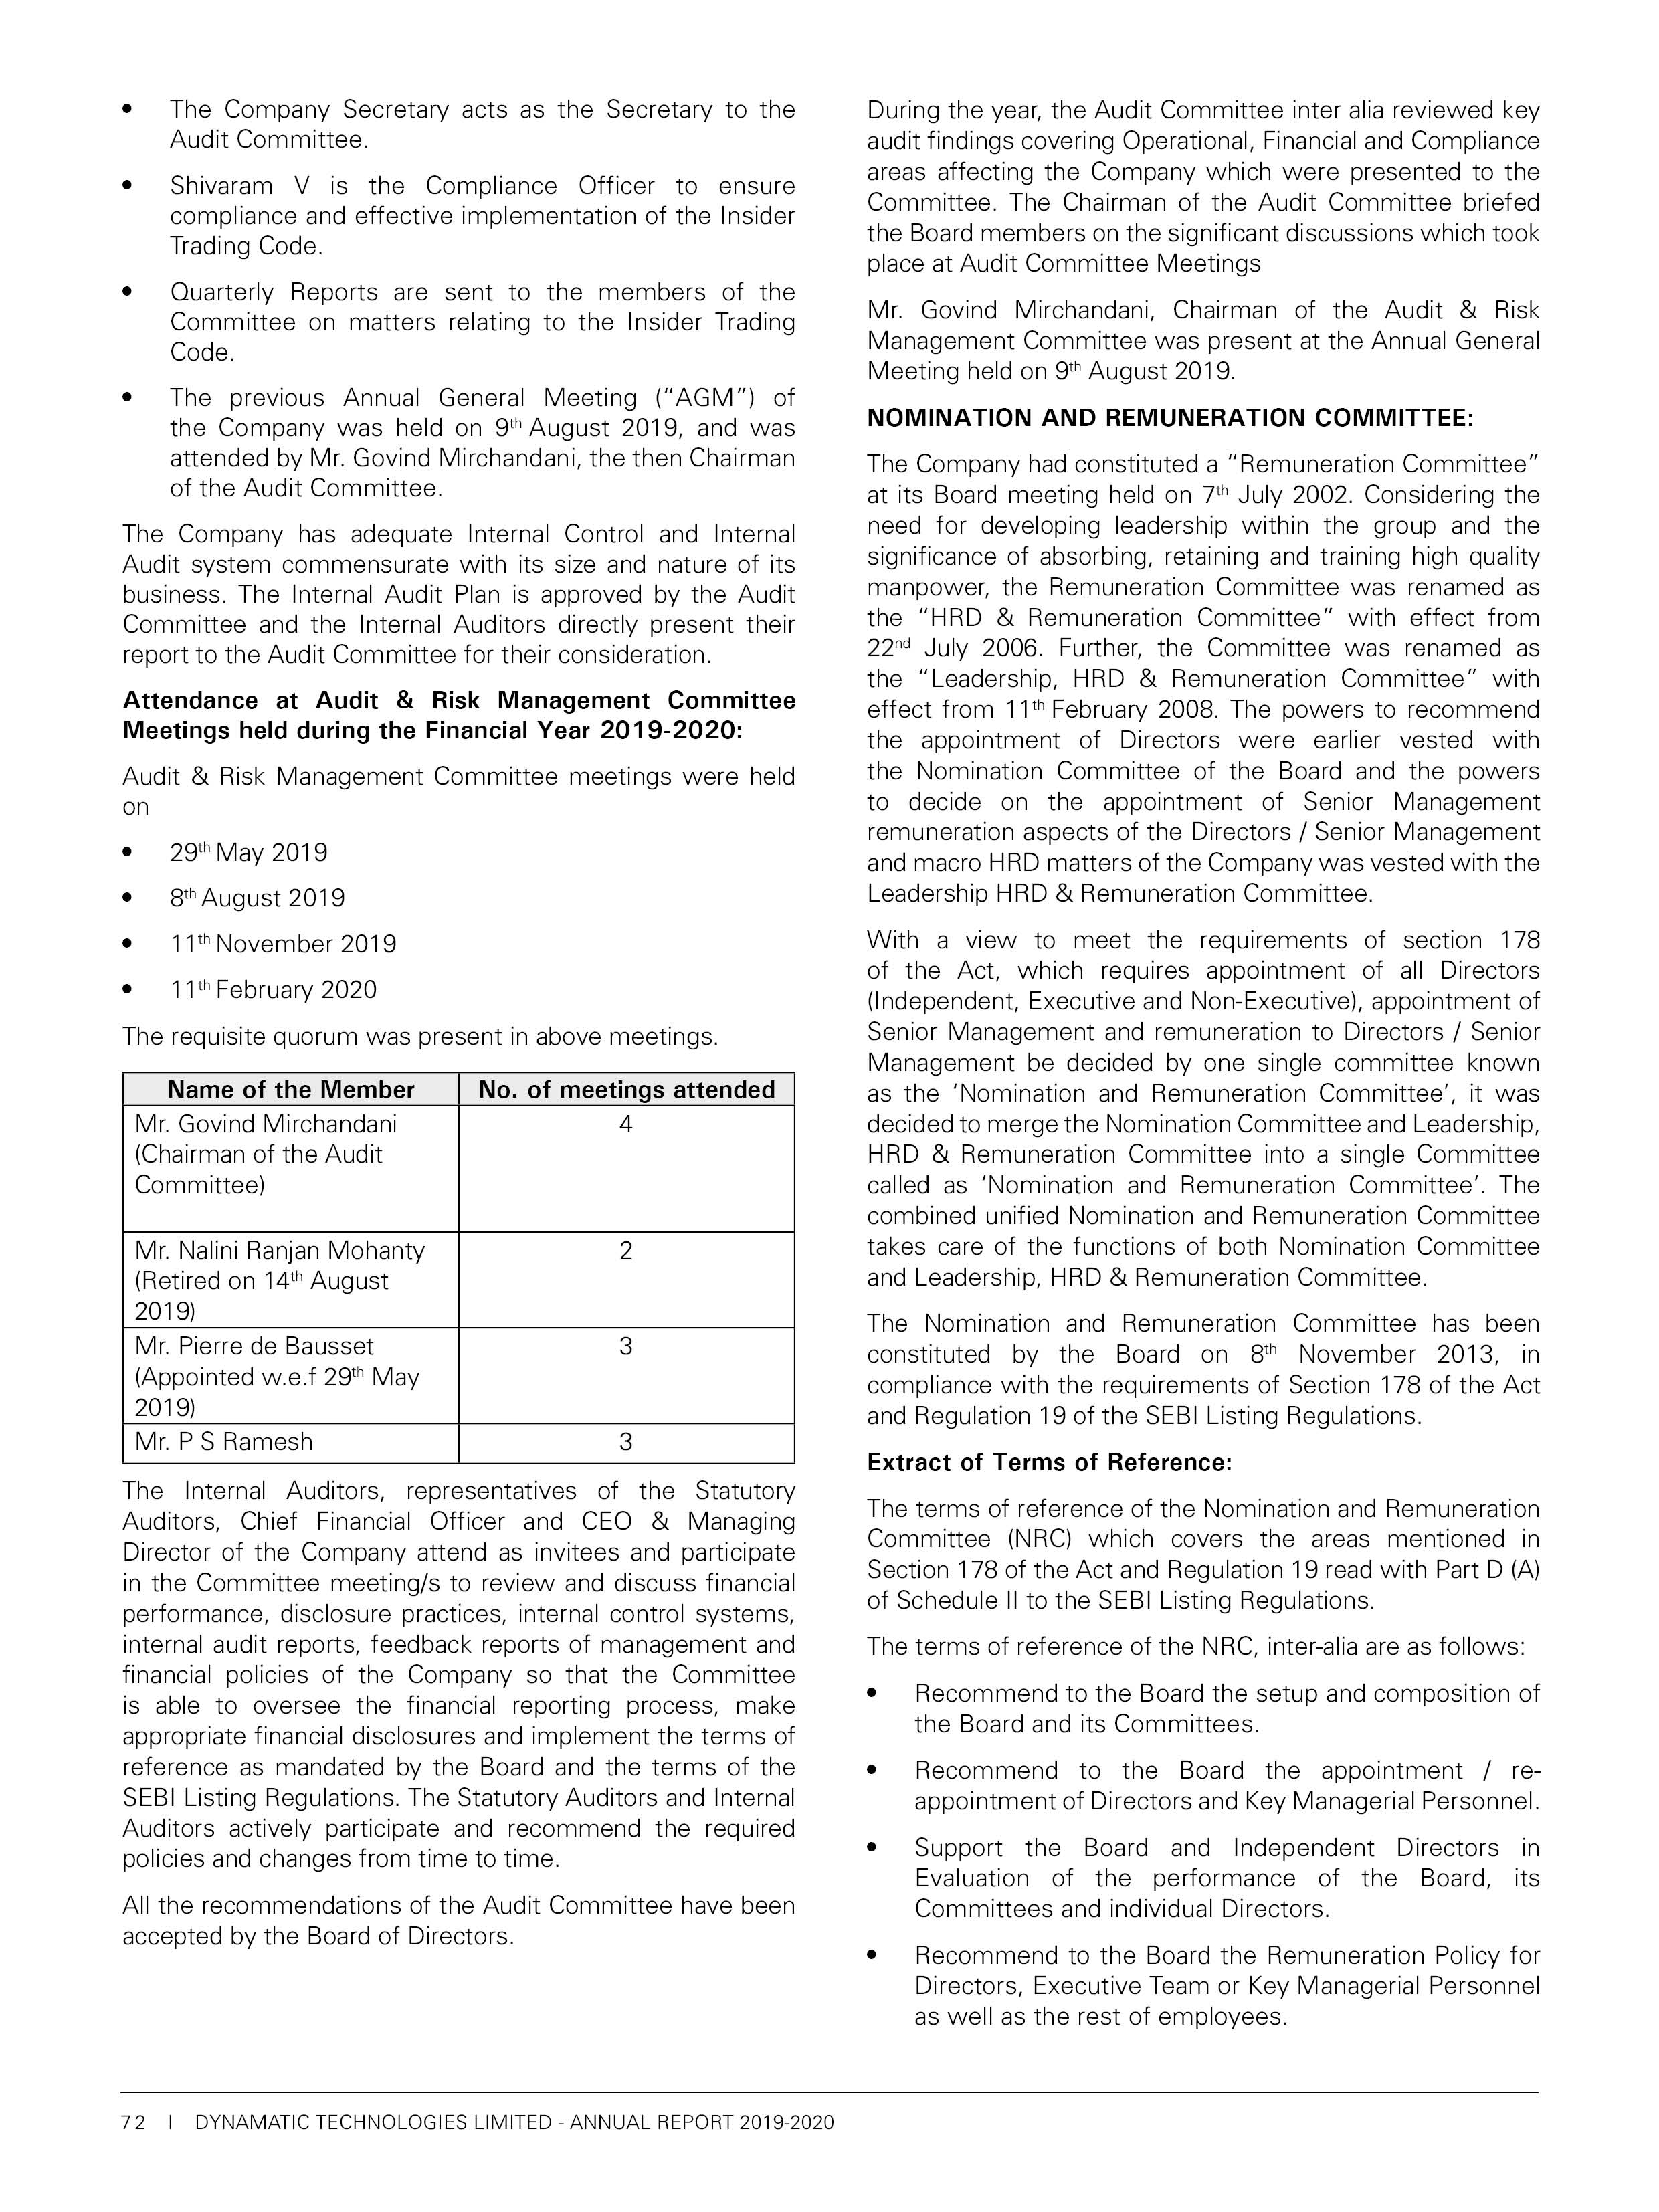 • The Company Secretary acts as the Secretary to the
Audit Committee.
• Shivaram V is the Compliance Officer to ensure
compliance and effective implementation of the Insider
Trading Code.
• Quarterly Reports are sent to the members of the
Committee on matters relating to the Insider Trading
Code.
• The previous Annual General Meeting (“AGM”) of
the Company was held on 9th August 2019, and was
attended by Mr. Govind Mirchandani, the then Chairman
of the Audit Committee.
The Company has adequate Internal Control and Internal
Audit system commensurate with its size and nature of its
business. The Internal Audit Plan is approved by the Audit
Committee and the Internal Auditors directly present their
report to the Audit Committee for their consideration.
Attendance at Audit & Risk Management Committee
Meetings held during the Financial Year 2019-2020:
Audit & Risk Management Committee meetings were held
on
• 29th May 2019
• 8th August 2019
• 11th November 2019
• 11th February 2020
The requisite quorum was present in above meetings.
Name of the Member No. of meetings attended
Mr. Govind Mirchandani 4
(Chairman of the Audit
Committee)
Mr. Nalini Ranjan Mohanty 2
(Retired on 14th August
2019)
Mr. Pierre de Bausset 3
(Appointed w.e.f 29th May
2019)
Mr. P S Ramesh 3
The Internal Auditors, representatives of the Statutory
Auditors, Chief Financial Officer and CEO & Managing
Director of the Company attend as invitees and participate
in the Committee meeting/s to review and discuss financial
performance, disclosure practices, internal control systems,
internal audit reports, feedback reports of management and
financial policies of the Company so that the Committee
is able to oversee the financial reporting process, make
appropriate financial disclosures and implement the terms of
reference as mandated by the Board and the terms of the
SEBI Listing Regulations. The Statutory Auditors and Internal
Auditors actively participate and recommend the required
policies and changes from time to time.
All the recommendations of the Audit Committee have been
accepted by the Board of Directors.
During the year, the Audit Committee inter alia reviewed key
audit findings covering Operational, Financial and Compliance
areas affecting the Company which were presented to the
Committee. The Chairman of the Audit Committee briefed
the Board members on the significant discussions which took
place at Audit Committee Meetings
Mr. Govind Mirchandani, Chairman of the Audit & Risk
Management Committee was present at the Annual General
Meeting held on 9th August 2019.
NOMINATION AND REMUNERATION COMMITTEE:
The Company had constituted a “Remuneration Committee”
at its Board meeting held on 7th July 2002. Considering the
need for developing leadership within the group and the
significance of absorbing, retaining and training high quality
manpower, the Remuneration Committee was renamed as
the “HRD & Remuneration Committee” with effect from
22nd July 2006. Further, the Committee was renamed as
the “Leadership, HRD & Remuneration Committee” with
effect from 11th February 2008. The powers to recommend
the appointment of Directors were earlier vested with
the Nomination Committee of the Board and the powers
to decide on the appointment of Senior Management
remuneration aspects of the Directors / Senior Management
and macro HRD matters of the Company was vested with the
Leadership HRD & Remuneration Committee.
With a view to meet the requirements of section 178
of the Act, which requires appointment of all Directors
(Independent, Executive and Non-Executive), appointment of
Senior Management and remuneration to Directors / Senior
Management be decided by one single committee known
as the ‘Nomination and Remuneration Committee’, it was
decided to merge the Nomination Committee and Leadership,
HRD & Remuneration Committee into a single Committee
called as ‘Nomination and Remuneration Committee’. The
combined unified Nomination and Remuneration Committee
takes care of the functions of both Nomination Committee
and Leadership, HRD & Remuneration Committee.
The Nomination and Remuneration Committee has been
constituted by the Board on 8th November 2013, in
compliance with the requirements of Section 178 of the Act
and Regulation 19 of the SEBI Listing Regulations.
Extract of Terms of Reference:
The terms of reference of the Nomination and Remuneration
Committee (NRC) which covers the areas mentioned in
Section 178 of the Act and Regulation 19 read with Part D (A)
of Schedule II to the SEBI Listing Regulations.
The terms of reference of the NRC, inter-alia are as follows:
• Recommend to the Board the setup and composition of
the Board and its Committees.
• Recommend to the Board the appointment / re-
appointment of Directors and Key Managerial Personnel.
• Support the Board and Independent Directors in
Evaluation of the performance of the Board, its
Committees and individual Directors.
• Recommend to the Board the Remuneration Policy for
Directors, Executive Team or Key Managerial Personnel
as well as the rest of employees.
72 I DYNAMATIC TECHNOLOGIES LIMITED - ANNUAL REPORT 2019-2020